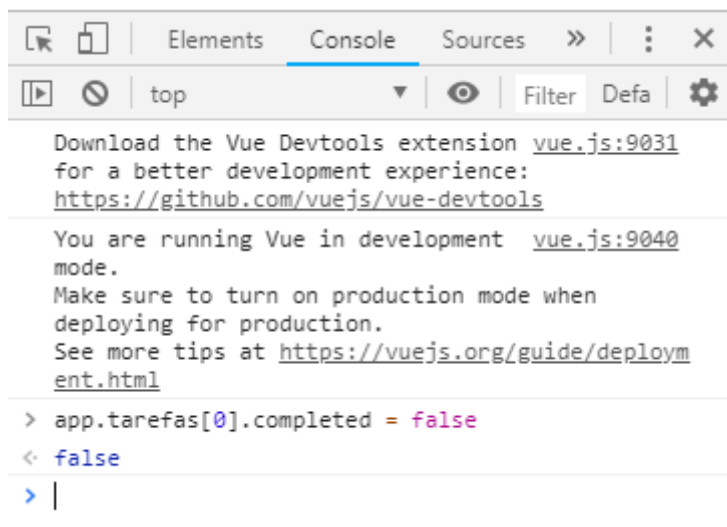 Elements Console Sources »
top Filter Defa
Download the Vue Devtools extension vue.js:9031
for a better development experience:
https://github.com/vuejs/vue-devtools
You are running Vue in development vue.js:9040
mode.
Make sure to turn on production mode when
deploying for production.
See more tips at https://vuejs.org/guide/deploym
ent.html
> app.tarefas[0].completed = false
< false
>